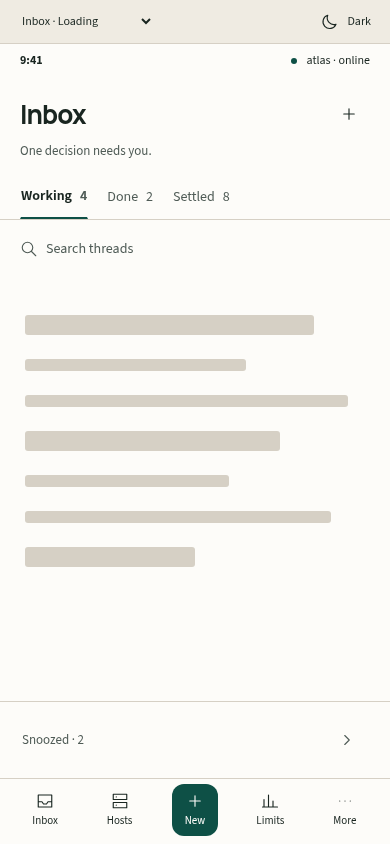 Inbox · Loading
Dark
9:41
atlas · online
Inbox
One decision needs you.
Working 4 Done 2 Settled 8
Search threads
Snoozed · 2
Inbox Hosts New Limits More